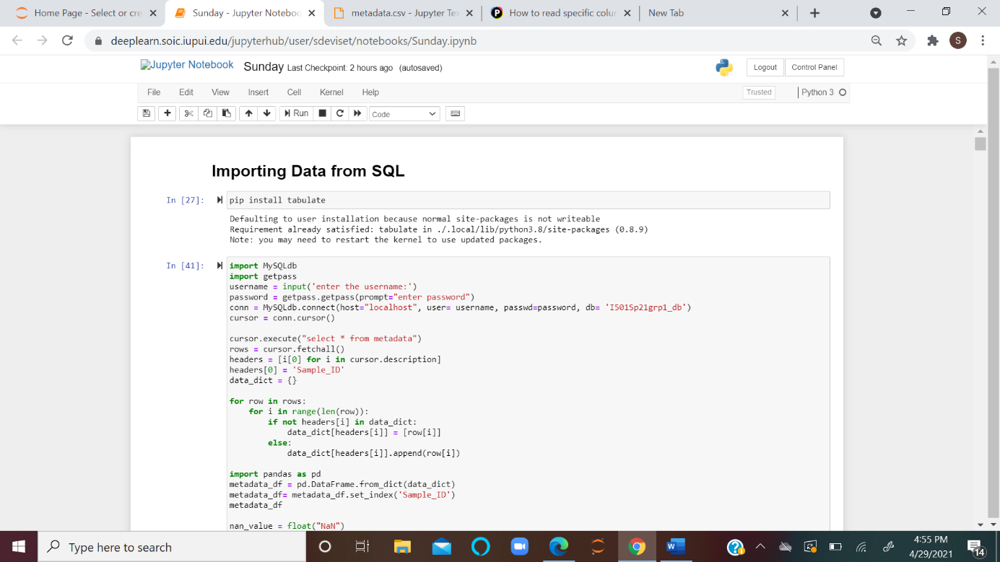 Home Page - Select or cre
Sunday - Jupyter Noteboo
metadata.csv - Jupyter Te
How to read specific colu
New Tab
deeplearn.soic.iupui.edu/jupyterhub/user/sdeviset/notebooks/Sunday.ipynb
S
Jupyter Notebook
Sunday Last Checkpoint: 2 hours ago (autosaved)
Logout
Control Panel
File Edit View Insert Cell Kernel Help
Trusted
Python 3
Run
Code
Importing Data from SQL
In [27]:
pip install tabulate
Defaulting to user installation because normal site-packages is not writeable
Requirement already satisfied: tabulate in ./.local/lib/python3.8/site-packages (0.8.9)
Note: you may need to restart the kernel to use updated packages.
In [41]:
import MySQLdb
import getpass
username = input('enter the username:')
password = getpass.getpass(prompt="enter password")
conn = MySQLdb.connect(host="localhost", user= username, passwd=password, db= 'I501Sp21grp1_db')
cursor = conn.cursor()
cursor.execute("select * from metadata")
rows = cursor.fetchall()
headers = [i[0] for i in cursor.description]
headers[0] = 'Sample_ID'
data_dict = {}
for row in rows:
    for i in range(len(row)):
        if not headers[i] in data_dict:
            data_dict[headers[i]] = [row[i]]
        else:
            data_dict[headers[i]].append(row[i])
import pandas as pd
metadata_df = pd.DataFrame.from_dict(data_dict)
metadata_df= metadata_df.set_index('Sample_ID')
metadata_df
nan_value = float("NaN")
Type here to search
W
4:55 PM
4/29/2021
14